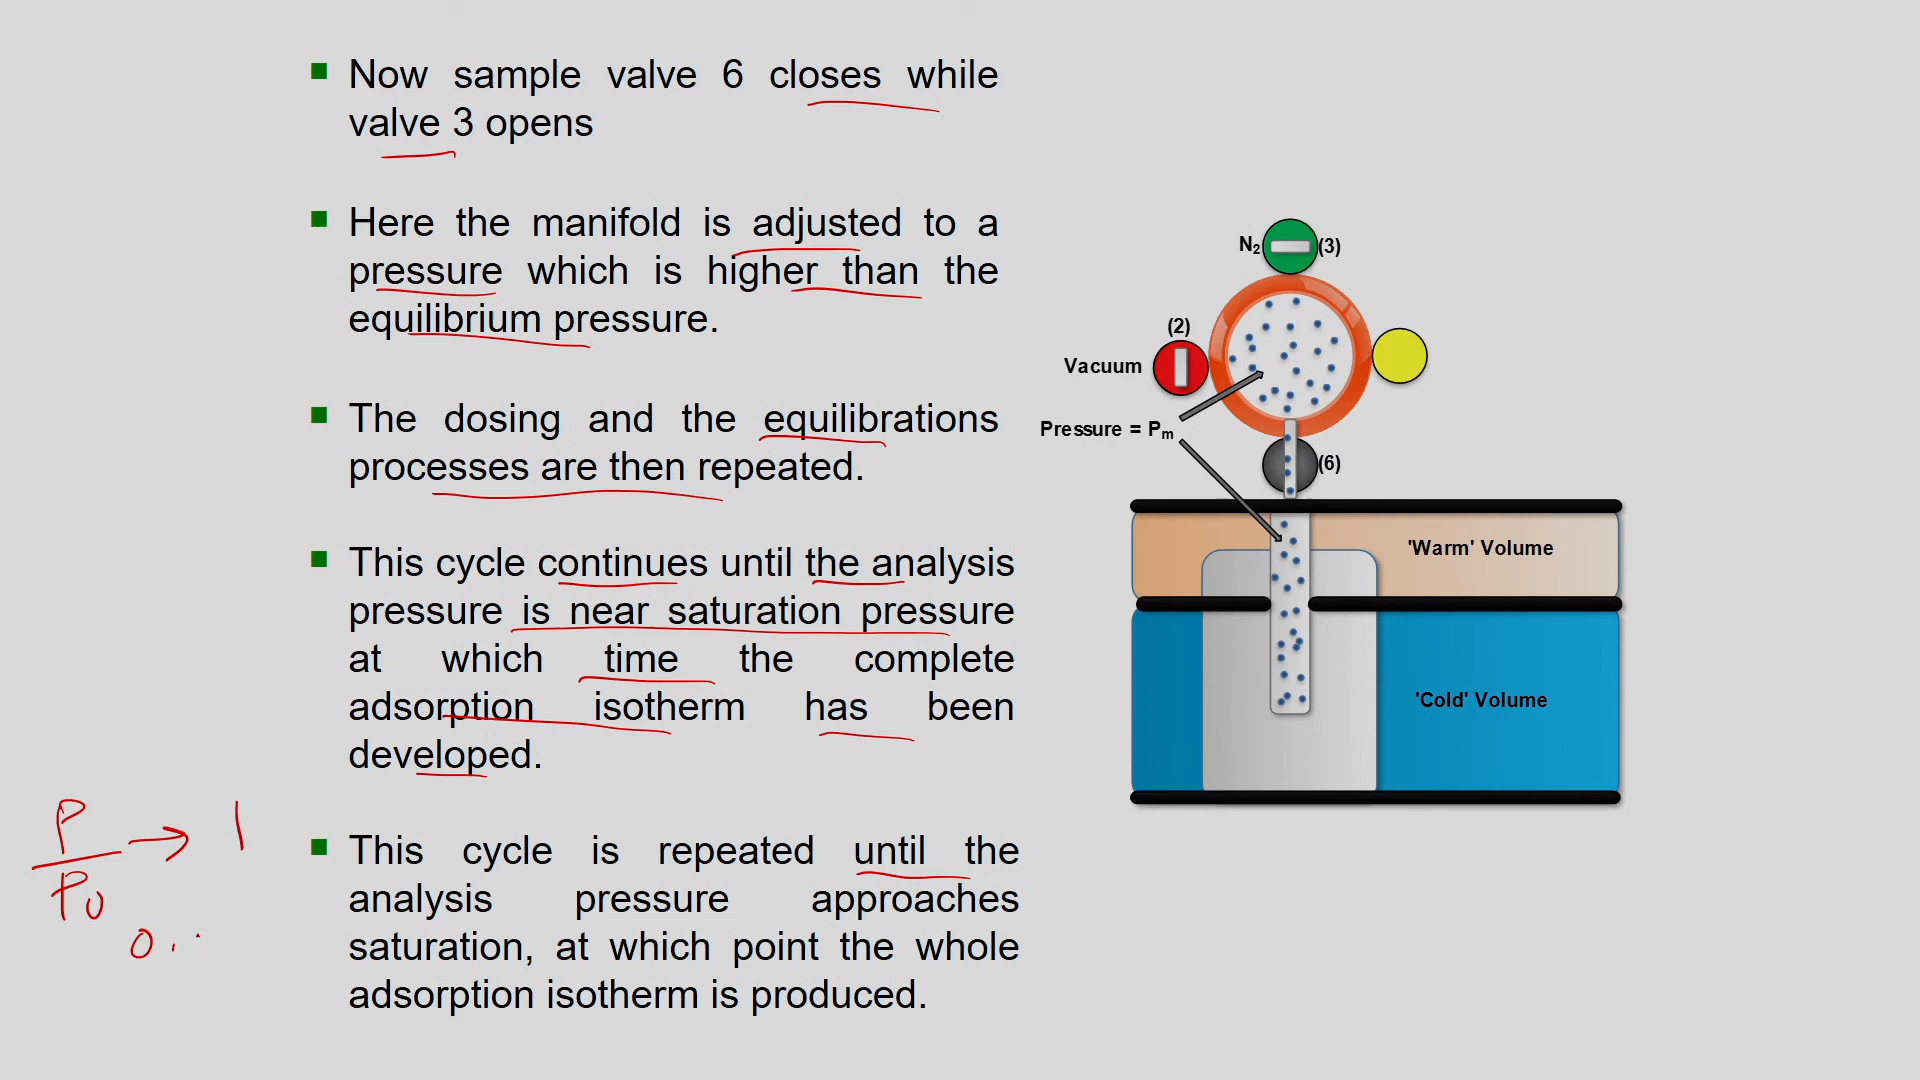 Now sample valve 6 closes while
valve 3 opens
Here the manifold is adjusted to a
pressure which is higher than the
equilibrium pressure.
The dosing and the equilibrations
processes are then repeated.
This cycle continues until the analysis
pressure is near saturation pressure
at which time the complete
adsorption isotherm has been
developed.
This cycle is repeated until the
analysis pressure approaches
saturation, at which point the whole
adsorption isotherm is produced.
P/P0 → 1
0.
N₂ (3)
(2)
Vacuum
Pressure = Pₘ
(6)
'Warm' Volume
'Cold' Volume